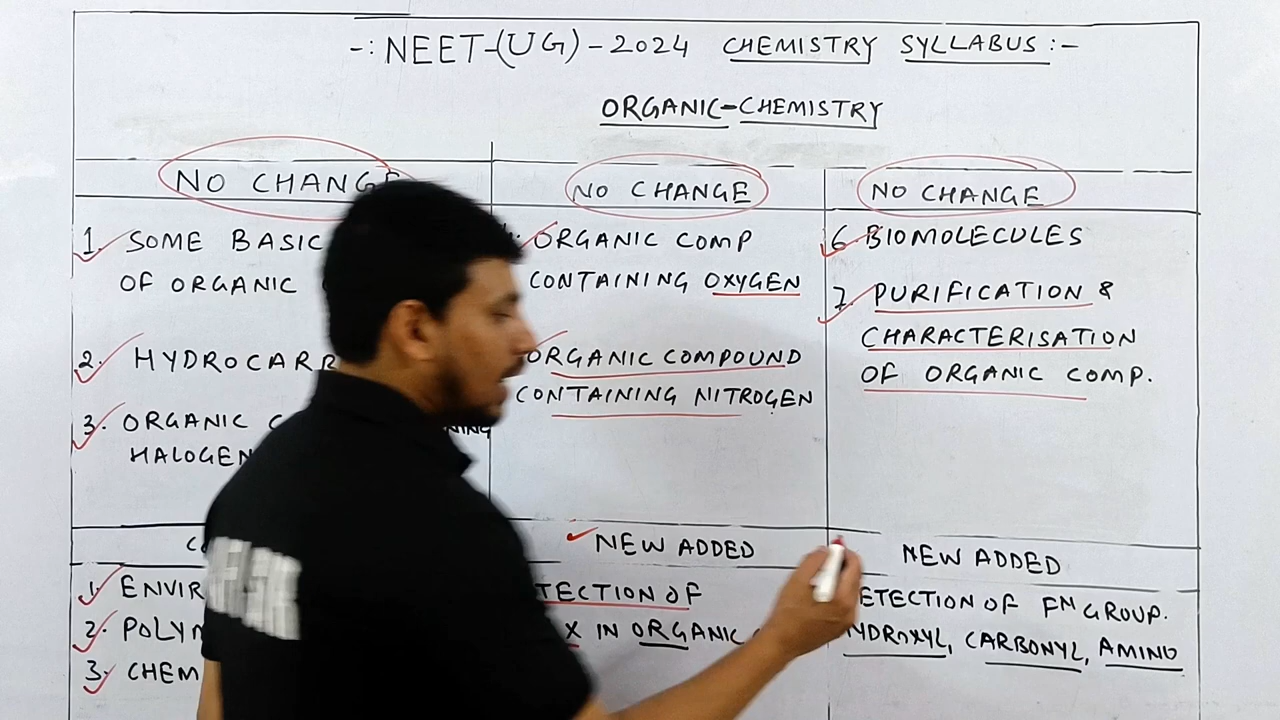 -: NEET-(UG)-2024 CHEMISTRY SYLLABUS :-
ORGANIC-CHEMISTRY
NO CHANGE
1. SOME BASIC
OF ORGANIC
2. HYDROCARB
3. ORGANIC
HALOGEN
NO CHANGE
ORGANIC COMP
CONTAINING OXYGEN
ORGANIC COMPOUND
CONTAINING NITROGEN
NO CHANGE
6. BIOMOLECULES
7. PURIFICATION &
CHARACTERISATION
OF ORGANIC COMP.
1. ENVIR
2. POLYM
3. CHEM
NEW ADDED
TECTION OF
X IN ORGANIC
NEW ADDED
ETECTION OF FN GROUP.
YDROXYL, CARBONYL, AMINO